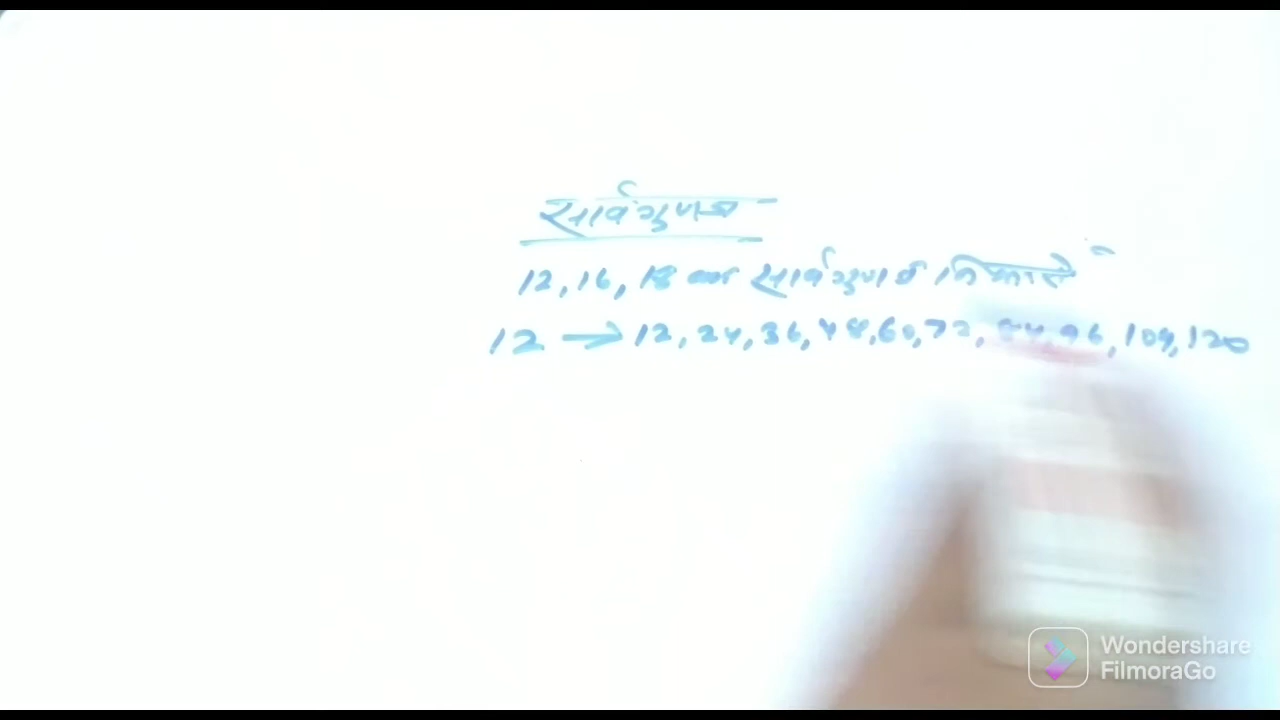 सार्वगुणज
12, 16, 18 का सार्वगुणज निकाले
12 → 12, 24, 36, 48, 60, 72, 84, 96, 108, 120
Wondershare
FilmoraGo